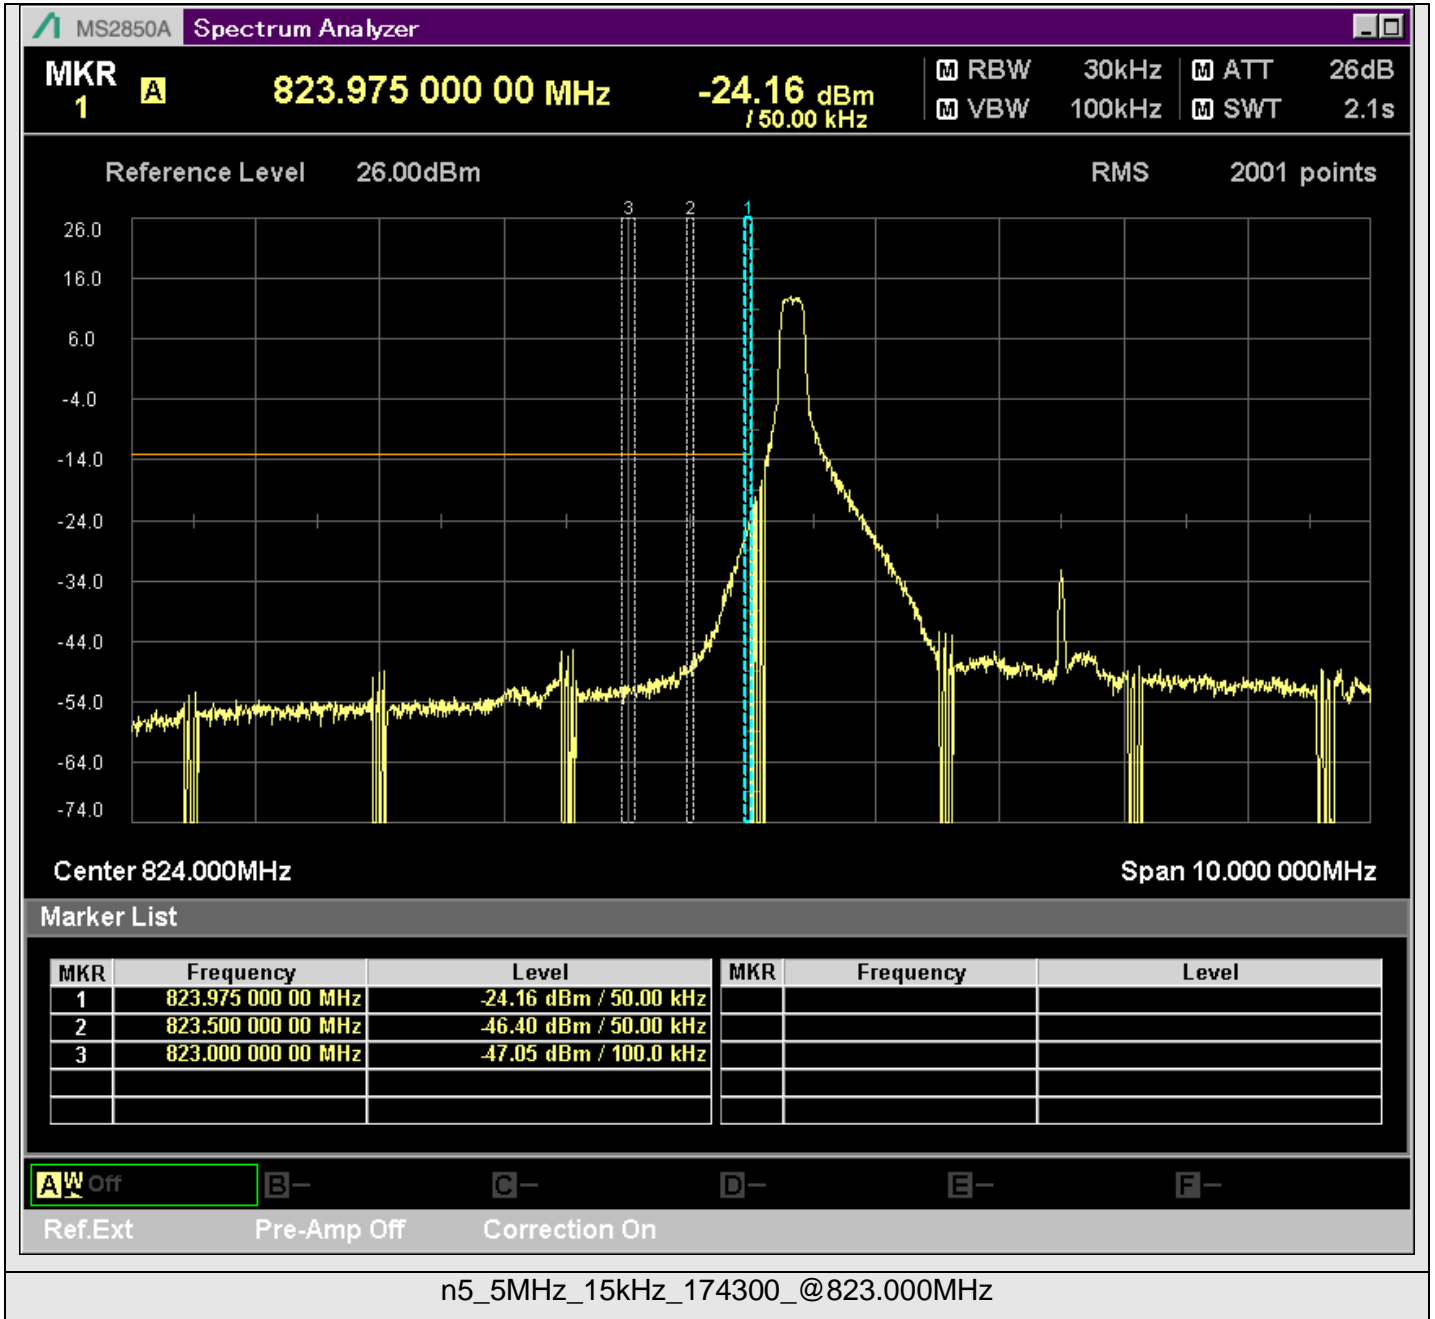 MS2850A Spectrum Analyzer
MKR 1 A 823.975 000 00 MHz -24.16 dBm / 50.00 kHz
M RBW 30kHz M ATT 26dB
M VBW 100kHz M SWT 2.1s
Reference Level 26.00dBm RMS 2001 points
3 2 1
26.0
16.0
6.0
-4.0
-14.0
-24.0
-34.0
-44.0
-54.0
-64.0
-74.0
Center 824.000MHz Span 10.000 000MHz
Marker List
MKR Frequency Level MKR Frequency Level
1 823.975 000 00 MHz -24.16 dBm / 50.00 kHz
2 823.500 000 00 MHz -46.40 dBm / 50.00 kHz
3 823.000 000 00 MHz -47.05 dBm / 100.0 kHz
A W Off B – C – D – E – F –
Ref.Ext Pre-Amp Off Correction On
n5_5MHz_15kHz_174300_@823.000MHz